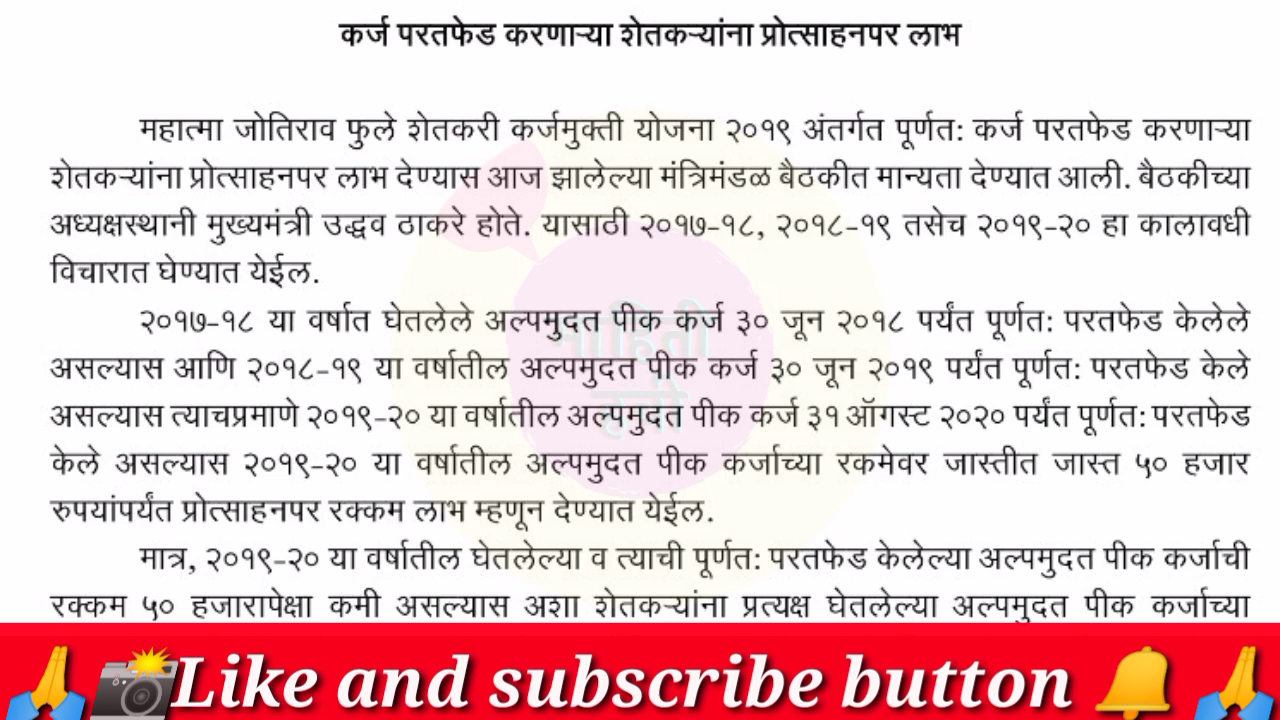 कर्ज परतफेड करणाऱ्या शेतकऱ्यांना प्रोत्साहनपर लाभ
महात्मा जोतिराव फुले शेतकरी कर्जमुक्ती योजना २०१९ अंतर्गत पूर्णत: कर्ज परतफेड करणाऱ्या
शेतकऱ्यांना प्रोत्साहनपर लाभ देण्यास आज झालेल्या मंत्रिमंडळ बैठकीत मान्यता देण्यात आली. बैठकीच्या
अध्यक्षस्थानी मुख्यमंत्री उद्धव ठाकरे होते. यासाठी २०१७-१८, २०१८-१९ तसेच २०१९-२० हा कालावधी
विचारात घेण्यात येईल.
२०१७-१८ या वर्षात घेतलेले अल्पमुदत पीक कर्ज ३० जून २०१८ पर्यंत पूर्णत: परतफेड केलेले
असल्यास आणि २०१८-१९ या वर्षातील अल्पमुदत पीक कर्ज ३० जून २०१९ पर्यंत पूर्णत: परतफेड केले
असल्यास त्याचप्रमाणे २०१९-२० या वर्षातील अल्पमुदत पीक कर्ज ३१ ऑगस्ट २०२० पर्यंत पूर्णत: परतफेड
केले असल्यास २०१९-२० या वर्षातील अल्पमुदत पीक कर्जाच्या रकमेवर जास्तीत जास्त ५० हजार
रुपयांपर्यंत प्रोत्साहनपर रक्कम लाभ म्हणून देण्यात येईल.
मात्र, २०१९-२० या वर्षातील घेतलेल्या व त्याची पूर्णत: परतफेड केलेल्या अल्पमुदत पीक कर्जाची
रक्कम ५० हजारापेक्षा कमी असल्यास अशा शेतकऱ्यांना प्रत्यक्ष घेतलेल्या अल्पमुदत पीक कर्जाच्या
माहिती
Like and subscribe button